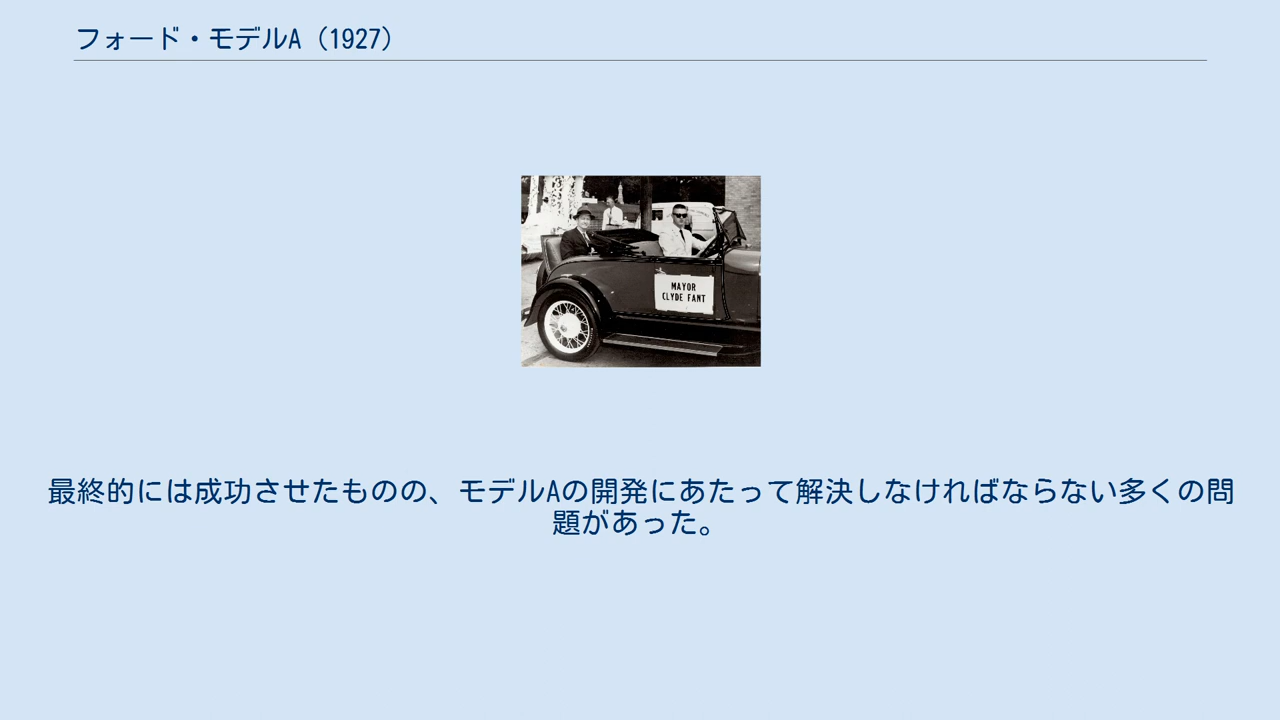 フォード・モデルA（1927）
MAYOR
CLYDE FANT
最終的には成功させたものの、モデルAの開発にあたって解決しなければならない多くの問
題があった。